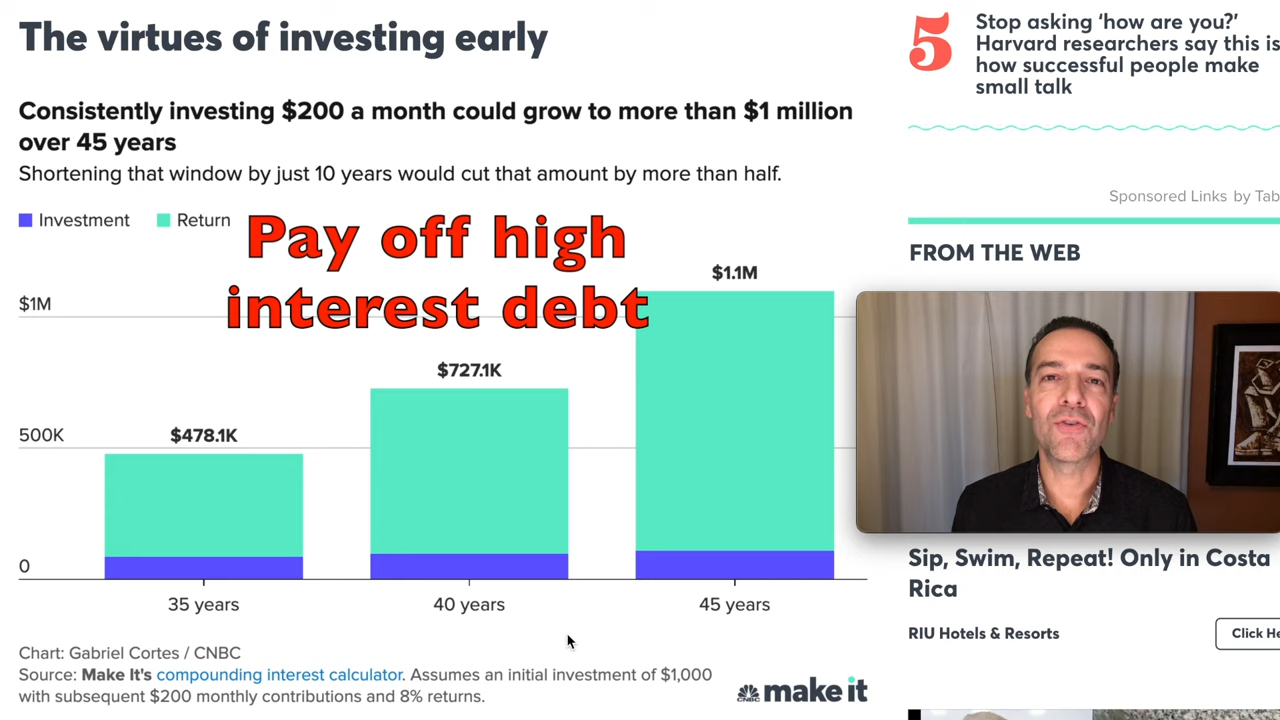 The virtues of investing early
Consistently investing $200 a month could grow to more than $1 million
over 45 years
Shortening that window by just 10 years would cut that amount by more than half.
Investment
Return
Pay off high
interest debt
$1M
500K
0
$478.1K
$727.1K
$1.1M
35 years
40 years
45 years
Chart: Gabriel Cortes / CNBC
Source: Make It's compounding interest calculator. Assumes an initial investment of $1,000
with subsequent $200 monthly contributions and 8% returns.
CNBC make it
5
Stop asking ‘how are you?’
Harvard researchers say this is
how successful people make
small talk
Sponsored Links by Tab
FROM THE WEB
Sip, Swim, Repeat! Only in Costa
Rica
RIU Hotels & Resorts
Click He